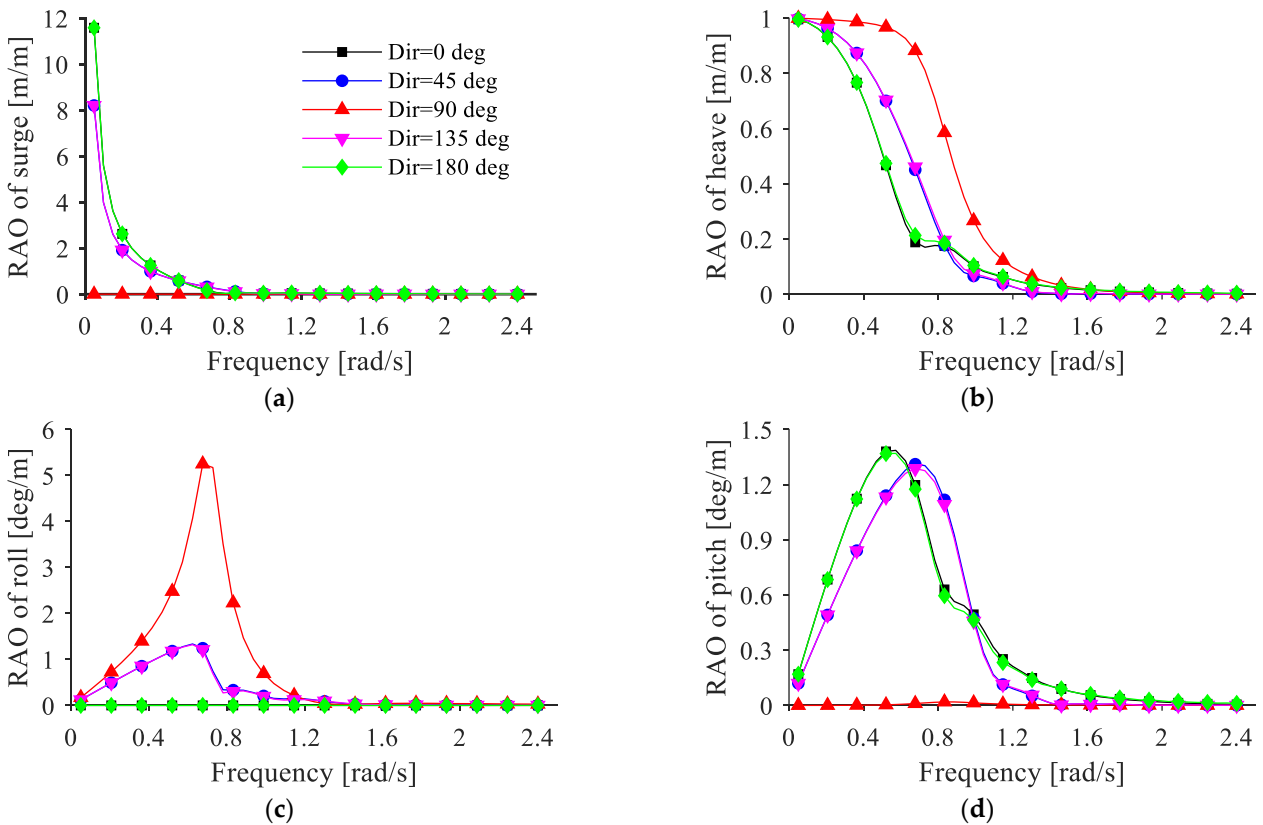 RAO of surge [m/m]
12
10
8
6
4
2
0
0 0.4 0.8 1.2 1.6 2 2.4
Frequency [rad/s]
Dir=0 deg
Dir=45 deg
Dir=90 deg
Dir=135 deg
Dir=180 deg
(a)
RAO of heave [m/m]
1
0.8
0.6
0.4
0.2
0
0 0.4 0.8 1.2 1.6 2 2.4
Frequency [rad/s]
(b)
RAO of roll [deg/m]
6
5
4
3
2
1
0
0 0.4 0.8 1.2 1.6 2 2.4
Frequency [rad/s]
(c)
RAO of pitch [deg/m]
1.5
1.2
0.9
0.6
0.3
0
0 0.4 0.8 1.2 1.6 2 2.4
Frequency [rad/s]
(d)